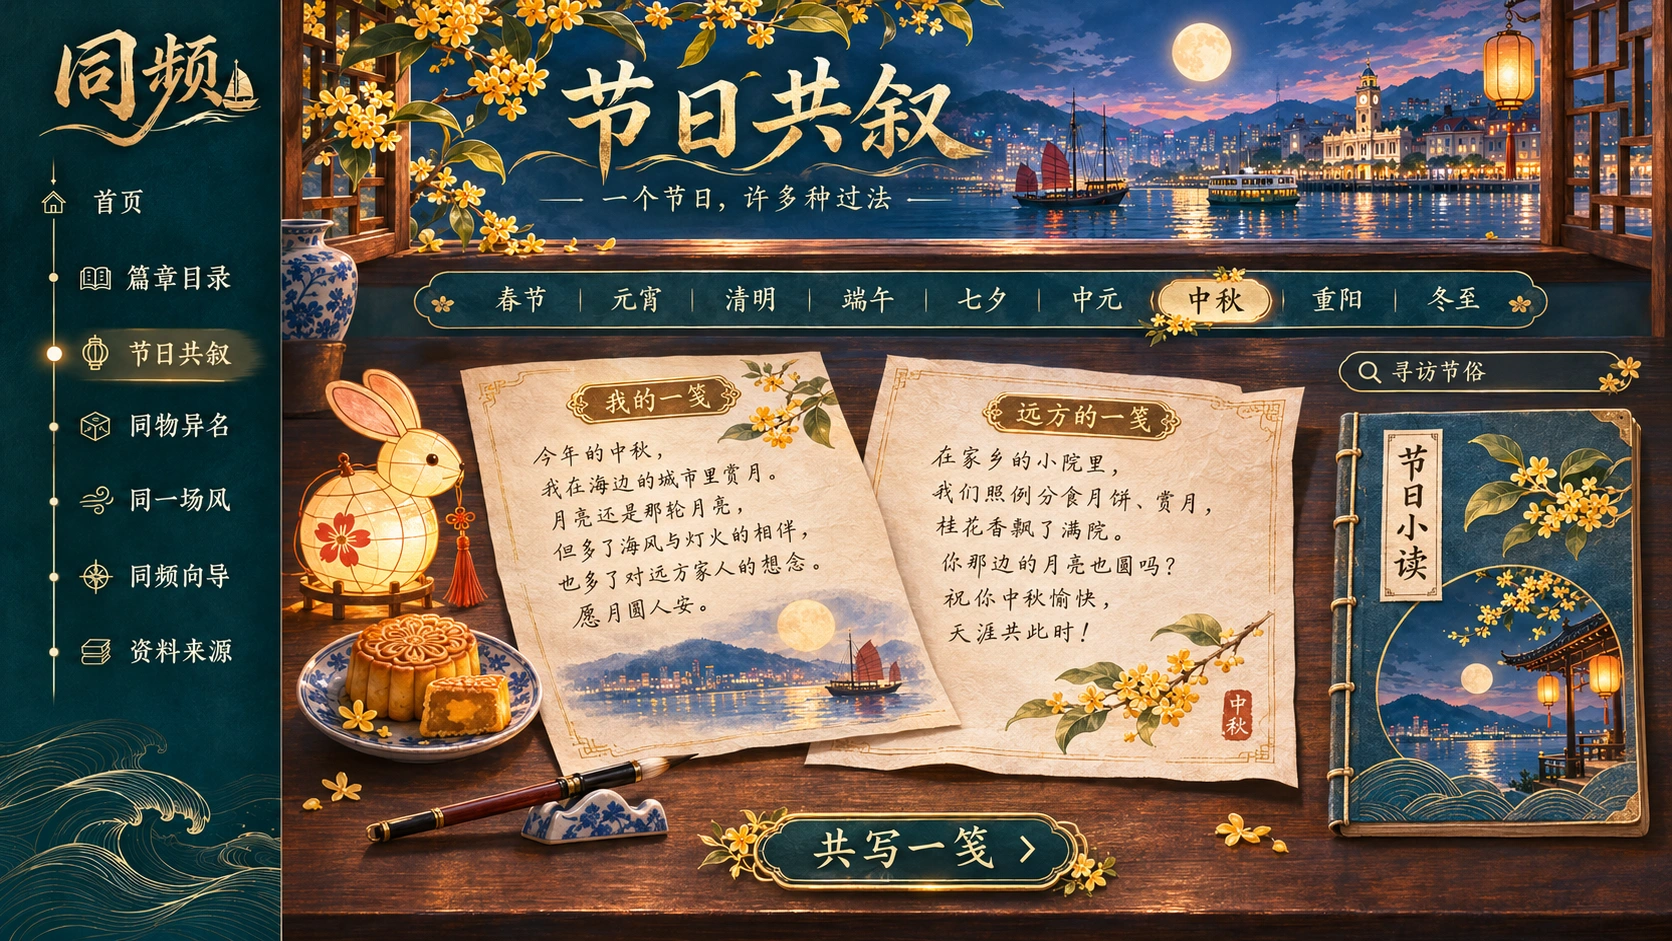 同频
首页
篇章目录
节日共叙
同物异名
同一场风
同频向导
资料来源
节日共叙
一个节日，许多种过法
春节
元宵
清明
端午
七夕
中元
中秋
重阳
冬至
寻访节俗
我的一笺
今年的中秋，
我在海边的城市里赏月。
月亮还是那轮月亮，
但多了海风与灯火的相伴，
也多了对远方家人的想念。
愿月圆人安。
远方的一笺
在家乡的小院里，
我们照例分食月饼、赏月，
桂花香飘了满院。
你那边的月亮也圆吗？
祝你中秋愉快，
天涯共此时！
中秋
节日小读
共写一笺